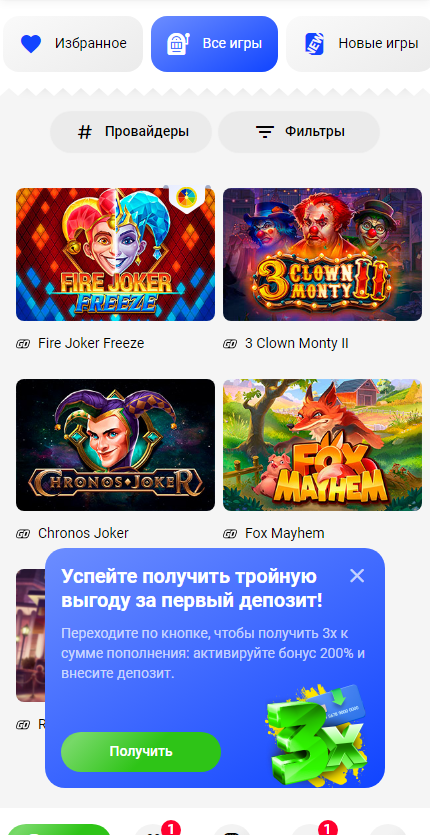 Избранное
Все игры
NEW
Новые игры
Провайдеры
Фильтры
FIRE JOKER
FREEZE
3 CLOWN
MONTY II
Fire Joker Freeze
3 Clown Monty II
CHRONOS JOKER
FOX
MAYHEM
Chronos Joker
Fox Mayhem
Успейте получить тройную
выгоду за первый депозит!
Переходите по кнопке, чтобы получить 3x к
сумме пополнения: активируйте бонус 200% и
внесите депозит.
3x
Получить
R
1
1